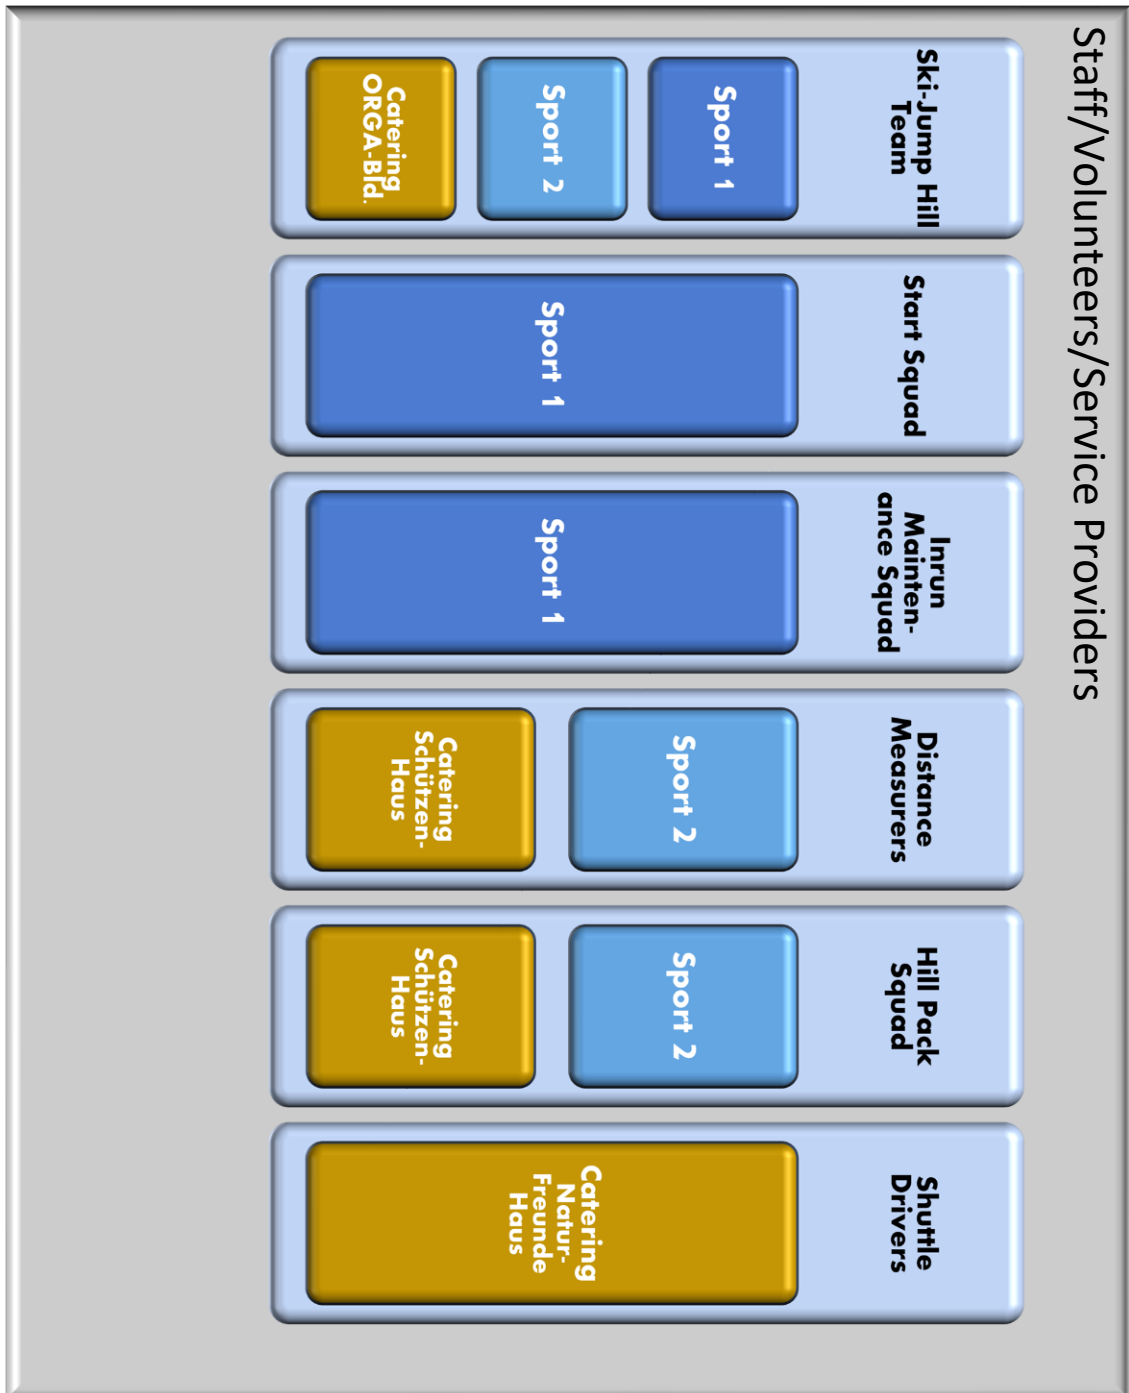 Staff/Volunteers/Service Providers
Ski-Jump Hill
Team
Sport 1
Sport 2
Catering
ORGA-Bld.
Start Squad
Sport 1
Inrun
Mainten-
ance Squad
Sport 1
Distance
Measurers
Sport 2
Catering
Schützen-
Haus
Hill Pack
Squad
Sport 2
Catering
Schützen-
Haus
Shuttle
Drivers
Catering
Natur-
Freunde
Haus